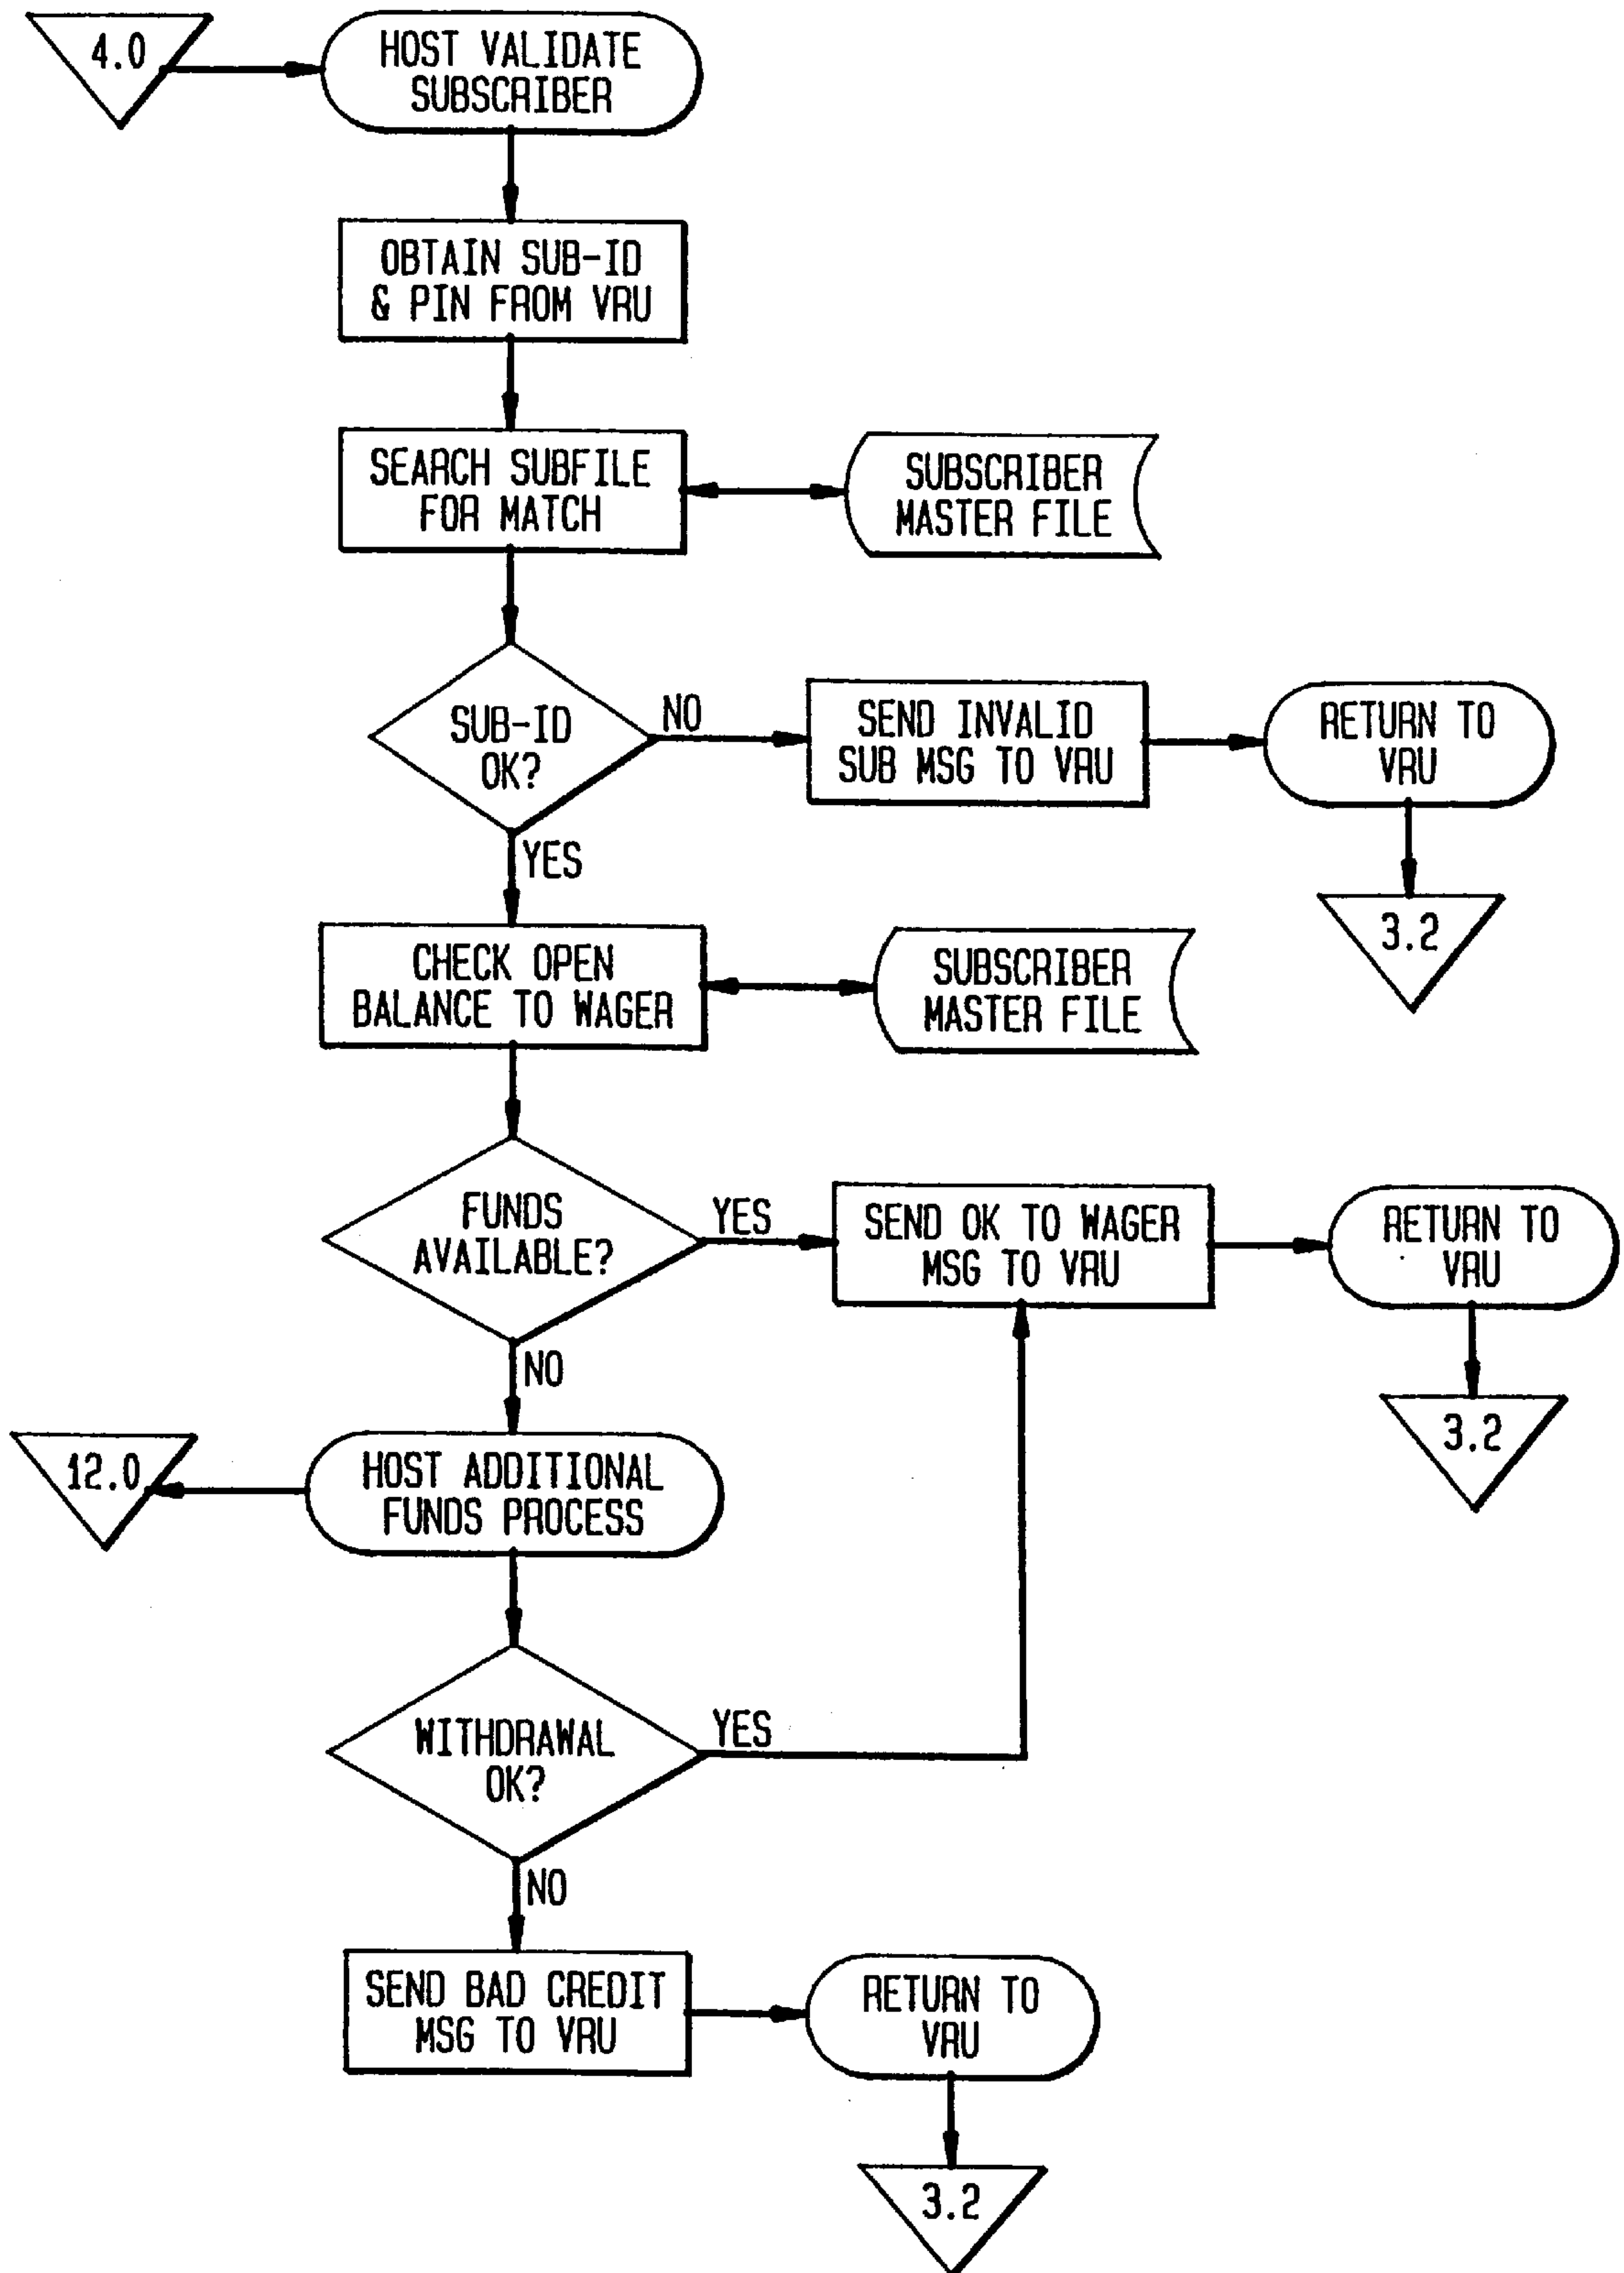 4.0
HOST VALIDATE
SUBSCRIBER
OBTAIN SUB-ID
& PIN FROM VRU
SEARCH SUBFILE
FOR MATCH
SUBSCRIBER
MASTER FILE
SUB-ID
OK?
NO
SEND INVALID
SUB MSG TO VRU
RETURN TO
VRU
3.2
YES
CHECK OPEN
BALANCE TO WAGER
SUBSCRIBER
MASTER FILE
FUNDS
AVAILABLE?
YES
SEND OK TO WAGER
MSG TO VRU
RETURN TO
VRU
3.2
NO
12.0
HOST ADDITIONAL
FUNDS PROCESS
WITHDRAWAL
OK?
YES
NO
SEND BAD CREDIT
MSG TO VRU
RETURN TO
VRU
3.2